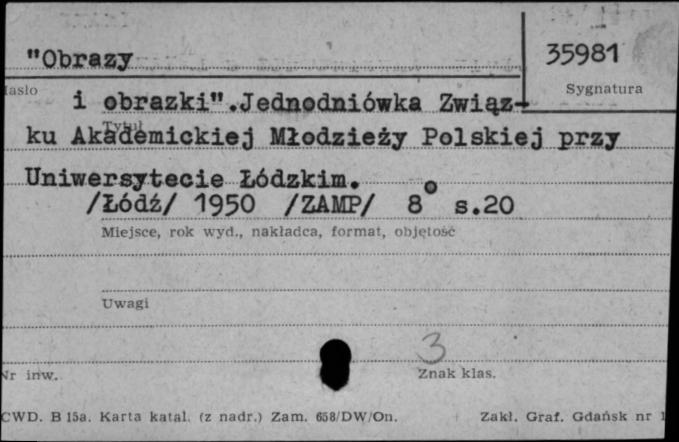 "Obrazy
35981
Hasło
Sygnatura
i obrazki". Jednodniówka Związ-
Tytuł
ku Akademickiej Młodzieży Polskiej przy
Uniwersytecie Łódzkim.
/Łódź/ 1950 /ZAMP/ 8° s.20
Miejsce, rok wyd., nakładca, format, objętość
Uwagi
3
Nr inw.
Znak klas.
CWD. B 15a. Karta katal. (z nadr.) Zam. 658/DW/On.
Zakł. Graf. Gdańsk nr 1